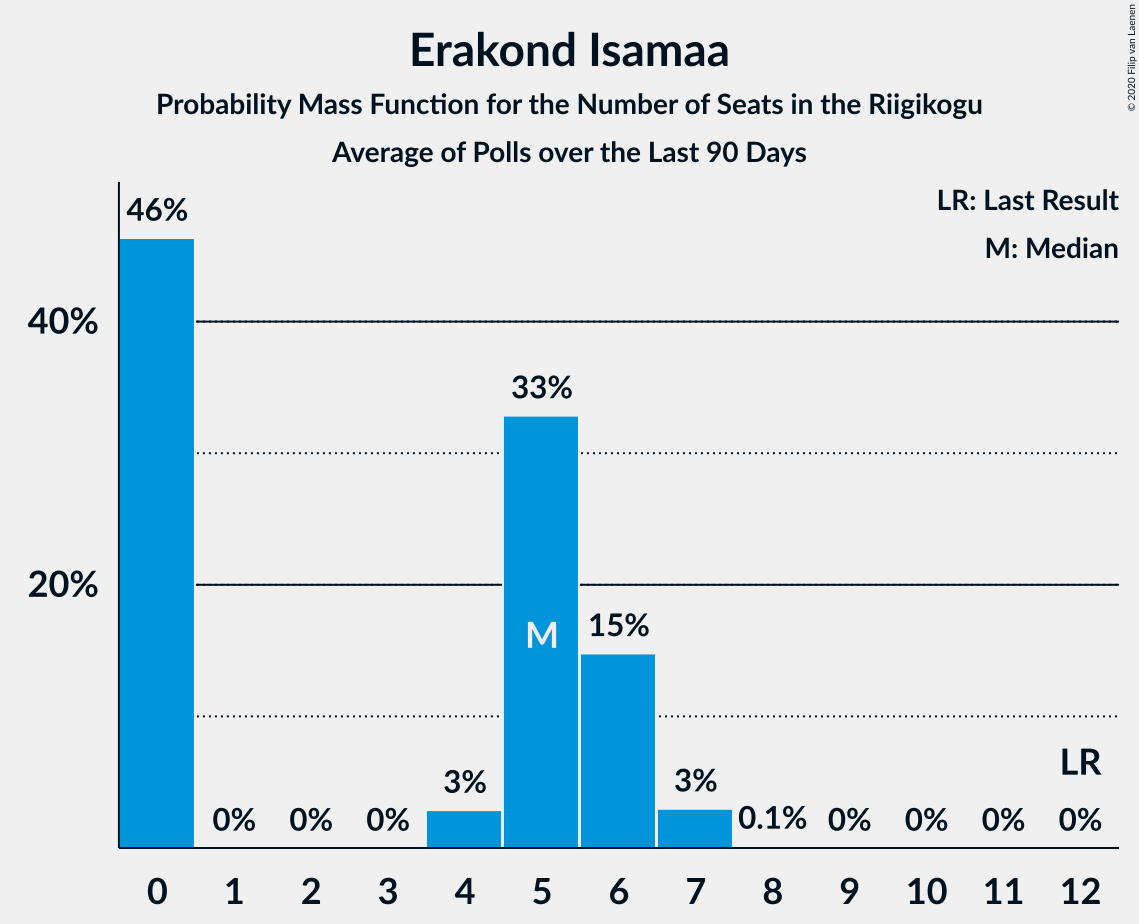 Erakond Isamaa
Probability Mass Function for the Number of Seats in the Riigikogu
Average of Polls over the Last 90 Days
© 2020 Filip van Laenen
LR: Last Result
M: Median
46%
40%
33%
20%
M
15%
LR
3%
3%
0%
0%
0%
0.1%
0%
0%
0%
0%
0 1 2 3 4 5 6 7 8 9 10 11 12